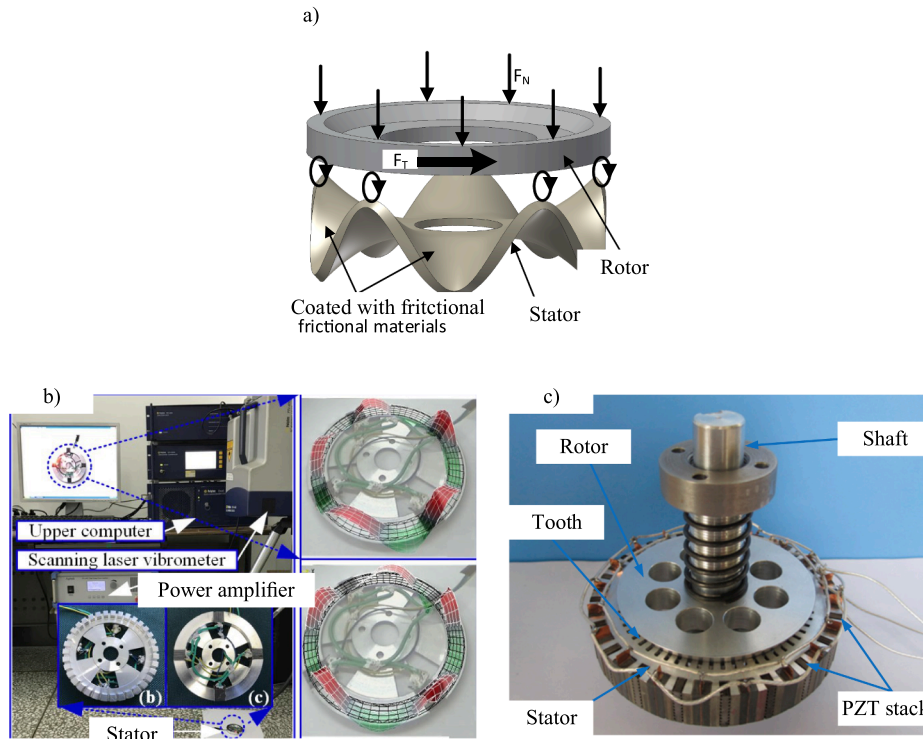 a)
F_N
F_T
Rotor
Coated with fritctional
frictional materials
Stator
b)
Upper computer
Scanning laser vibrometer
Power amplifier
(b)
(c)
Stator
c)
Shaft
Rotor
Tooth
Stator
PZT stack